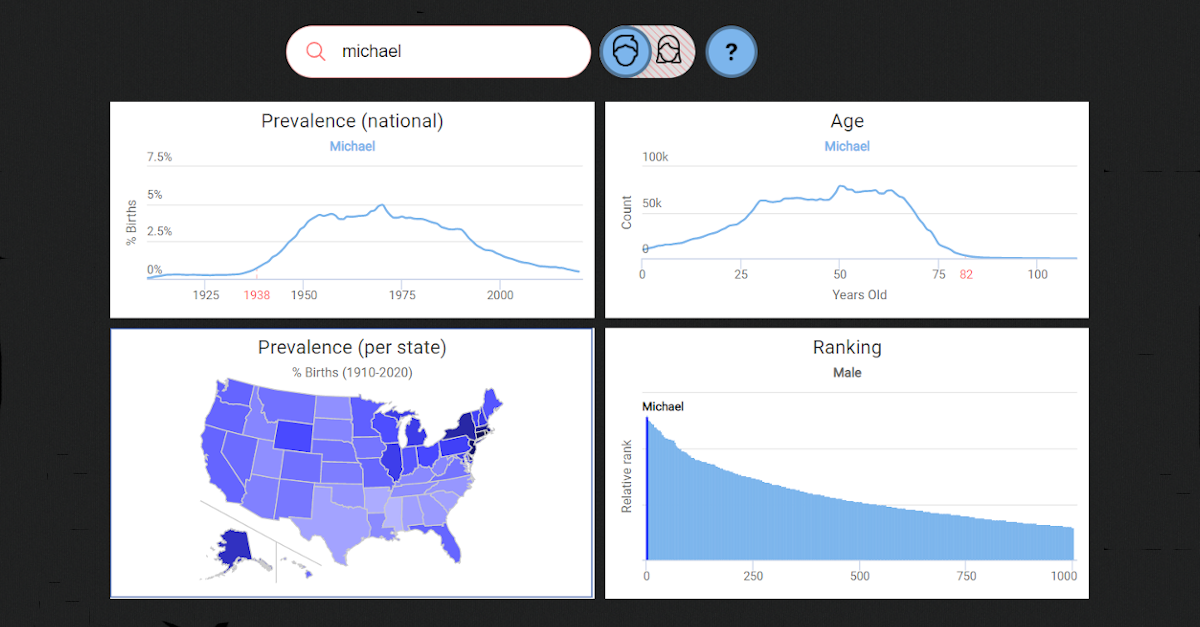 michael
?
Prevalence (national)
Michael
7.5%
5%
2.5%
0%
% Births
1925 1938 1950 1975 2000
Age
Michael
100k
50k
0
Count
0 25 50 75 82 100
Years Old
Prevalence (per state)
% Births (1910-2020)
Ranking
Male
Michael
Relative rank
0 250 500 750 1000